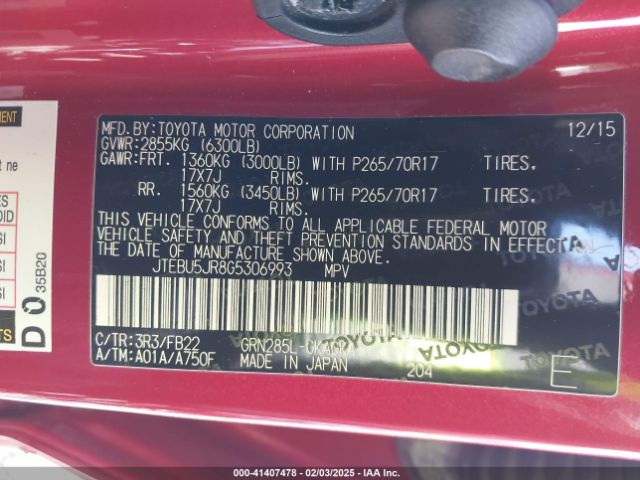 MFD.BY:TOYOTA MOTOR CORPORATION 12/15
GVWR:2855KG (6300LB)
GAWR:FRT. 1360KG (3000LB) WITH P265/70R17 TIRES.
17X7J RIMS.
RR. 1560KG (3450LB) WITH P265/70R17 TIRES.
17X7J RIMS.
THIS VEHICLE CONFORMS TO ALL APPLICABLE FEDERAL MOTOR
VEHICLE SAFETY AND THEFT PREVENTION STANDARDS IN EFFECT ON
THE DATE OF MANUFACTURE SHOWN ABOVE.
JTEBU5JR8G5306993 MPV
C/TR:3R3/FB22 GRN285L-GKAGKA
A/TM:A01A/A750F MADE IN JAPAN 204
E
TOYOTA
D
35B20
000-41407478 - 02/03/2025 - IAA Inc.